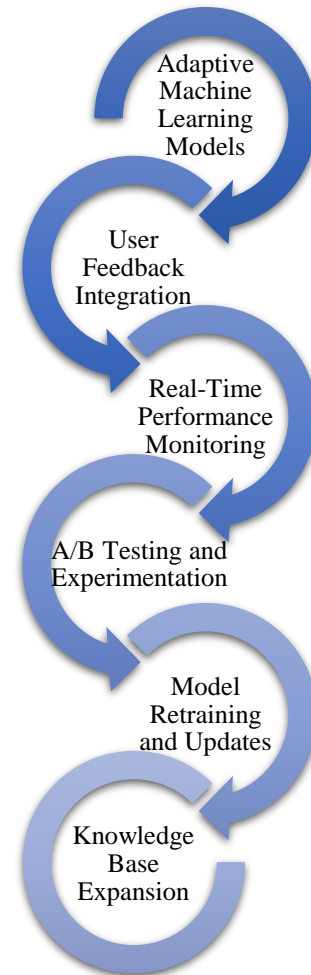 Adaptive
Machine
Learning
Models
User
Feedback
Integration
Real-Time
Performance
Monitoring
A/B Testing and
Experimentation
Model
Retraining
and Updates
Knowledge
Base
Expansion